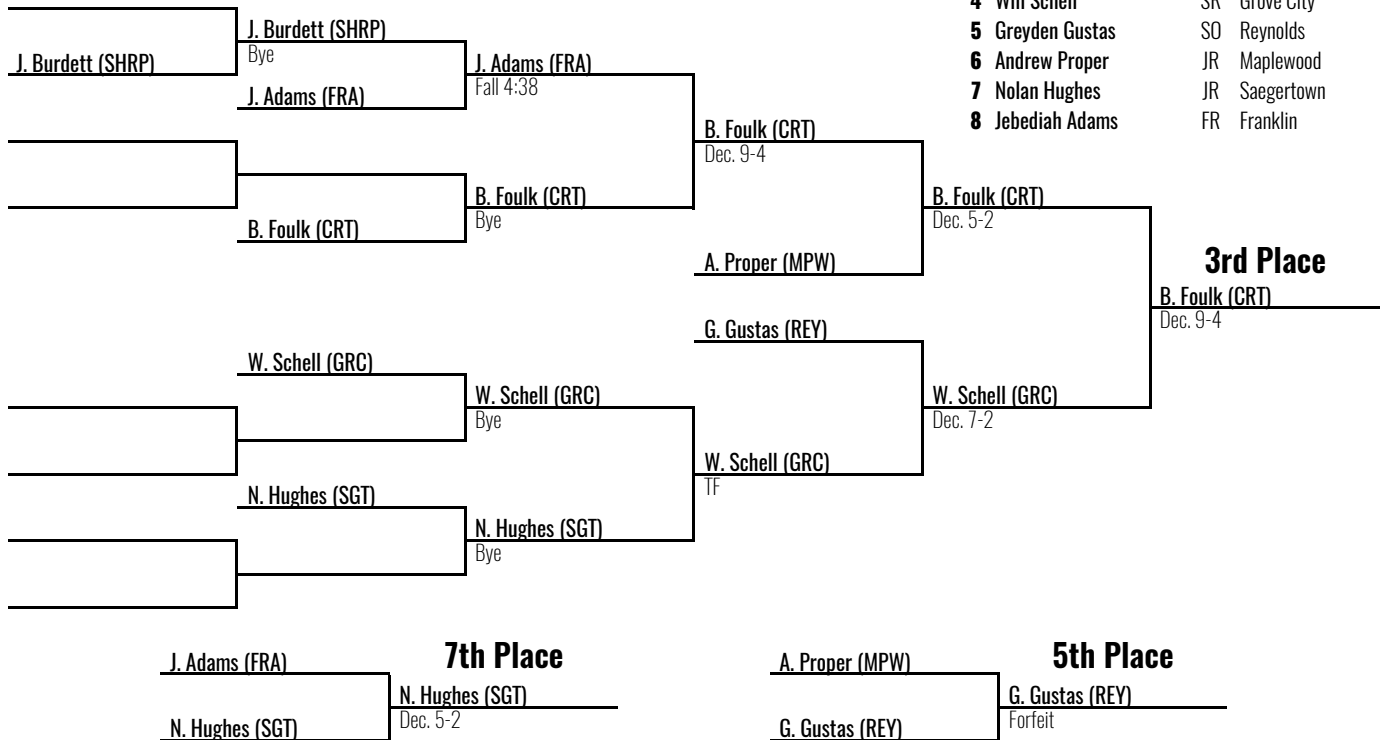 4 Will Schell SR Grove City
J. Burdett (SHRP)
5 Greyden Gustas SO Reynolds
Bye
J. Burdett (SHRP)
J. Adams (FRA)
6 Andrew Proper JR Maplewood
Fall 4:38
J. Adams (FRA)
7 Nolan Hughes JR Saegertown
B. Foulk (CRT)
8 Jebediah Adams FR Franklin
Dec. 9-4
B. Foulk (CRT)
B. Foulk (CRT)
Bye
Dec. 5-2
B. Foulk (CRT)
A. Proper (MPW)
3rd Place
B. Foulk (CRT)
Dec. 9-4
G. Gustas (REY)
W. Schell (GRC)
W. Schell (GRC)
W. Schell (GRC)
Bye
Dec. 7-2
W. Schell (GRC)
TF
N. Hughes (SGT)
N. Hughes (SGT)
Bye
7th Place
J. Adams (FRA)
N. Hughes (SGT)
Dec. 5-2
N. Hughes (SGT)
5th Place
A. Proper (MPW)
G. Gustas (REY)
Forfeit
G. Gustas (REY)